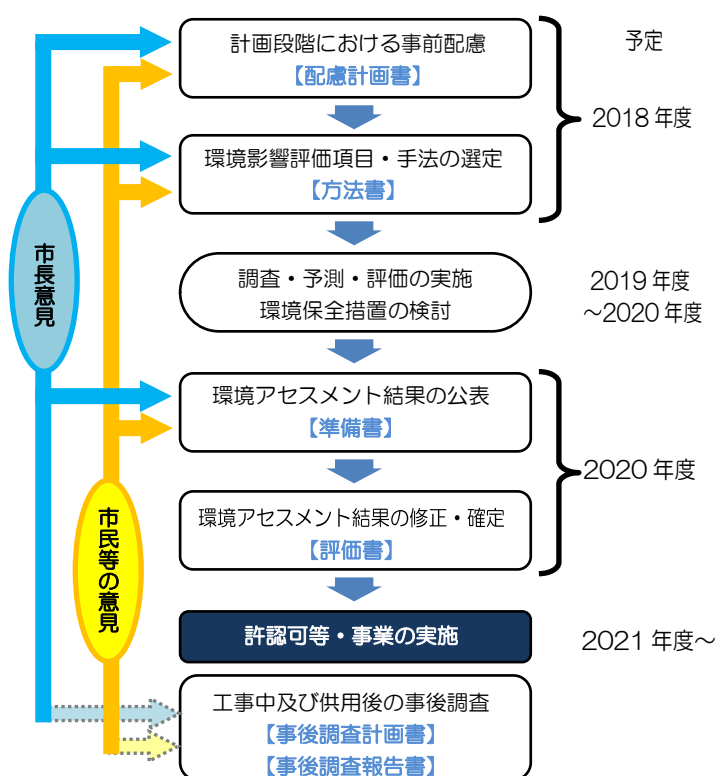 計画段階における事前配慮
【配慮計画書】
予定
2018 年度
環境影響評価項目・手法の選定
【方法書】
市長意見
調査・予測・評価の実施
環境保全措置の検討
2019 年度
～2020 年度
環境アセスメント結果の公表
【準備書】
2020 年度
環境アセスメント結果の修正・確定
【評価書】
市民等の意見
許認可等・事業の実施
2021 年度～
工事中及び供用後の事後調査
【事後調査計画書】
【事後調査報告書】